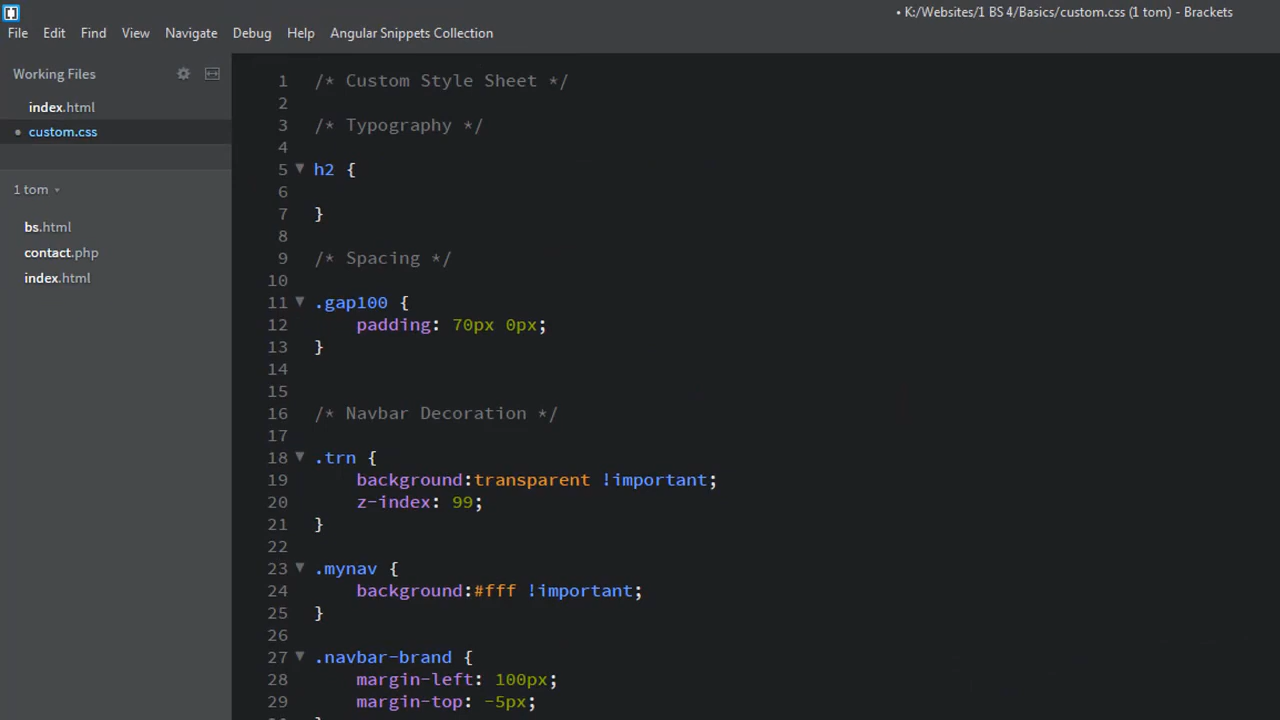 • K:/Websites/1 BS 4/Basics/custom.css (1 tom) - Brackets
File Edit Find View Navigate Debug Help Angular Snippets Collection
Working Files
index.html
• custom.css
1 tom
bs.html
contact.php
index.html
1 /* Custom Style Sheet */
2
3 /* Typography */
4
5 h2 {
6
7 }
8
9 /* Spacing */
10
11 .gap100 {
12 padding: 70px 0px;
13 }
14
15
16 /* Navbar Decoration */
17
18 .trn {
19 background:transparent !important;
20 z-index: 99;
21 }
22
23 .mynav {
24 background:#fff !important;
25 }
26
27 .navbar-brand {
28 margin-left: 100px;
29 margin-top: -5px;